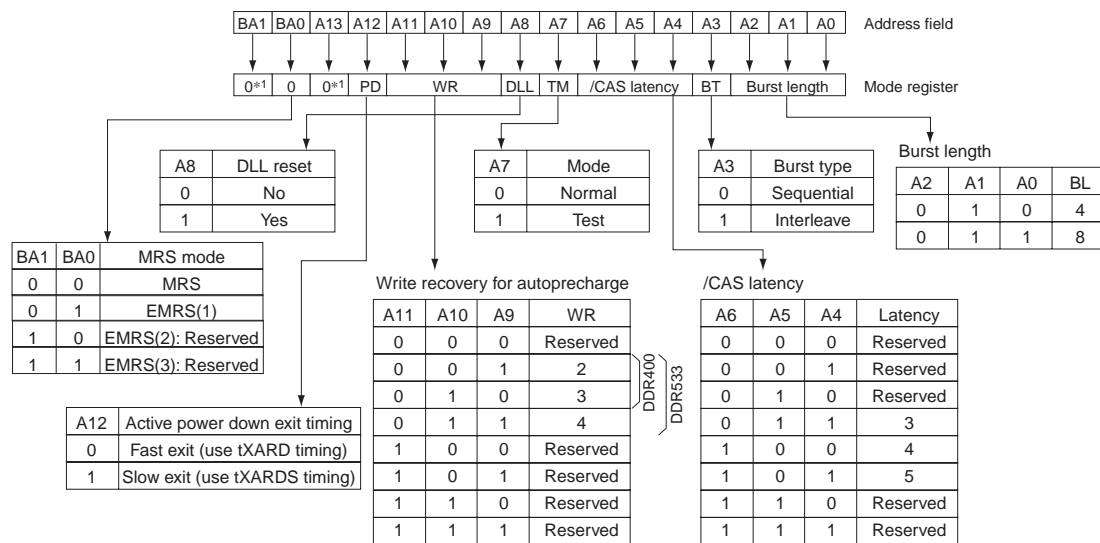 BA1 BA0 A13 A12 A11 A10 A9 A8 A7 A6 A5 A4 A3 A2 A1 A0 Address field
0*1 0 0*1 PD WR DLL TM /CAS latency BT Burst length Mode register
A8 DLL reset
0 No
1 Yes
A7 Mode
0 Normal
1 Test
A3 Burst type
0 Sequential
1 Interleave
Burst length
A2 A1 A0 BL
0 1 0 4
0 1 1 8
BA1 BA0 MRS mode
0 0 MRS
0 1 EMRS(1)
1 0 EMRS(2): Reserved
1 1 EMRS(3): Reserved
A12 Active power down exit timing
0 Fast exit (use tXARD timing)
1 Slow exit (use tXARDS timing)
Write recovery for autoprecharge
A11 A10 A9 WR
0 0 0 Reserved
0 0 1 2
0 1 0 3
0 1 1 4
1 0 0 Reserved
1 0 1 Reserved
1 1 0 Reserved
1 1 1 Reserved
DDR400
DDR533
/CAS latency
A6 A5 A4 Latency
0 0 0 Reserved
0 0 1 Reserved
0 1 0 Reserved
0 1 1 3
1 0 0 4
1 0 1 5
1 1 0 Reserved
1 1 1 Reserved